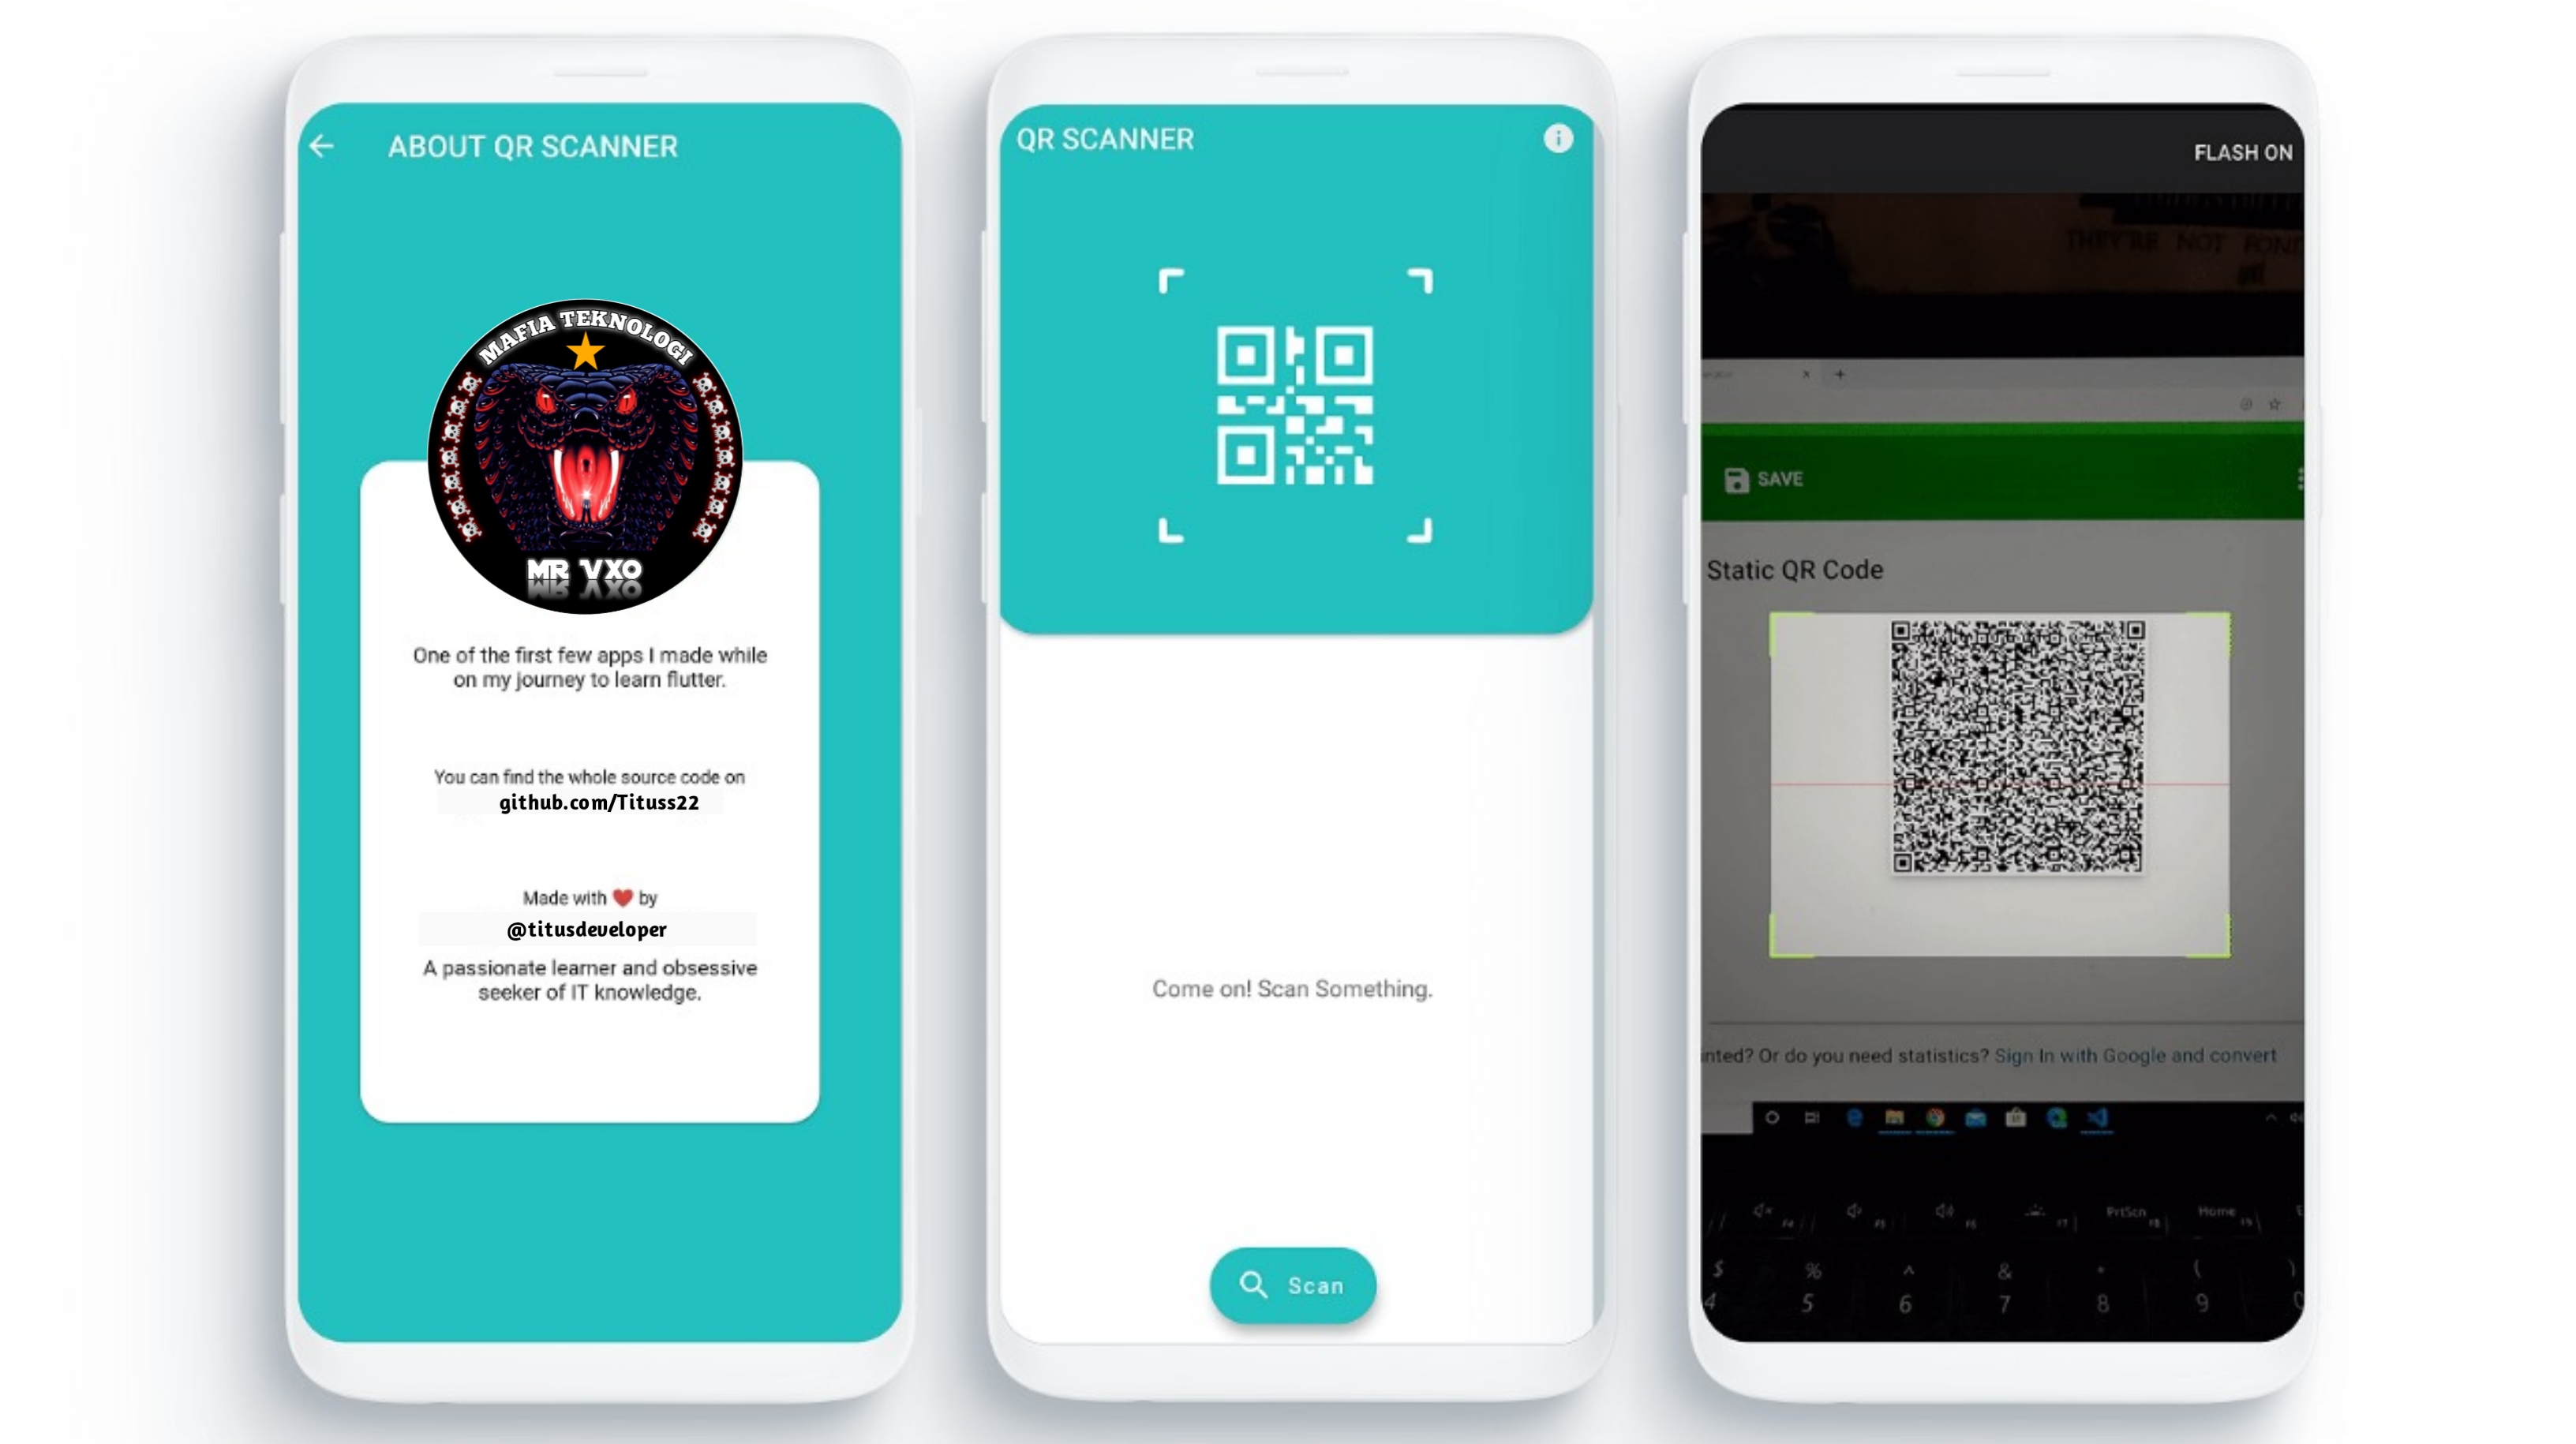 ABOUT QR SCANNER
MAFIA TEKNOLOGI
MR VXO
One of the first few apps I made while
on my journey to learn flutter.
You can find the whole source code on
github.com/Tituss22
Made with ❤ by
@titusdeveloper
A passionate learner and obsessive
seeker of IT knowledge.
QR SCANNER
Come on! Scan Something.
Scan
FLASH ON
THEY'RE NOT FOND
SAVE
Static QR Code
nted? Or do you need statistics? Sign In with Google and convert
PrtScn
Home
$ % ^ & * ( )
4 5 6 7 8 9 0